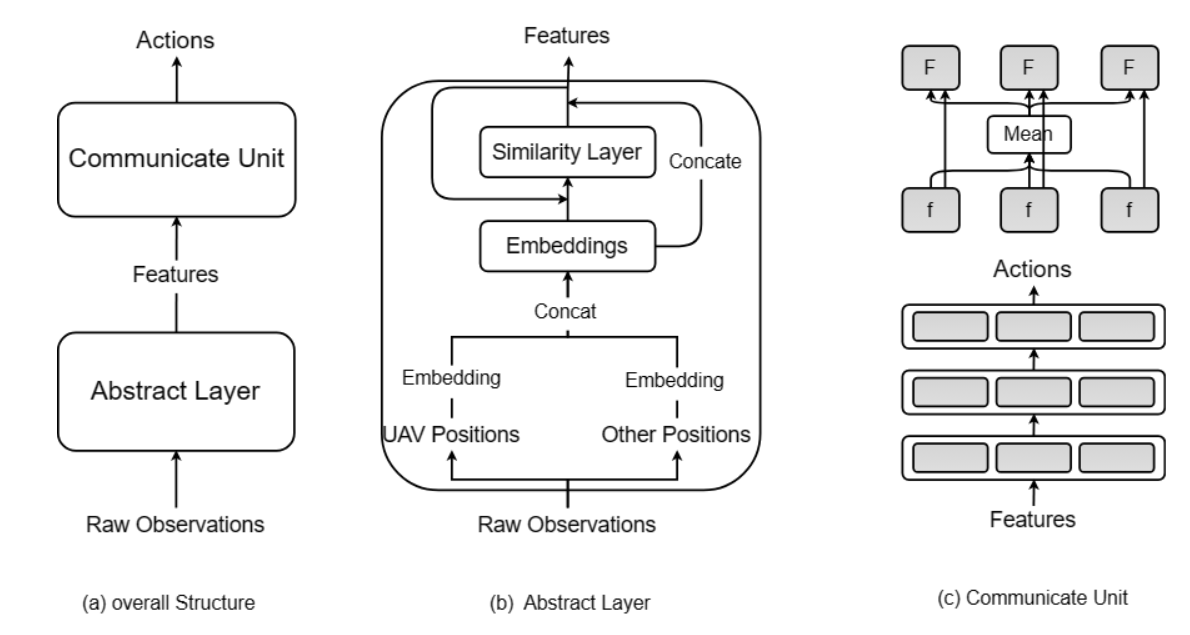 Actions
Communicate Unit
Features
Abstract Layer
Raw Observations
(a) overall Structure
Features
Similarity Layer
Concate
Embeddings
Concat
Embedding
Embedding
UAV Positions
Other Positions
Raw Observations
(b) Abstract Layer
F
F
F
Mean
f
f
f
Actions
Features
(c) Communicate Unit